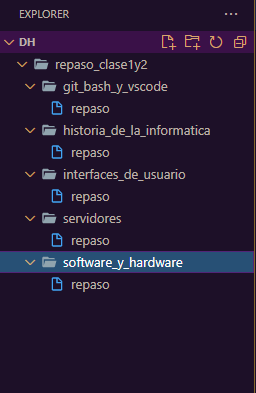 EXPLORER
DH
repaso_clase1y2
git_bash_y_vscode
repaso
historia_de_la_informatica
repaso
interfaces_de_usuario
repaso
servidores
repaso
software_y_hardware
repaso